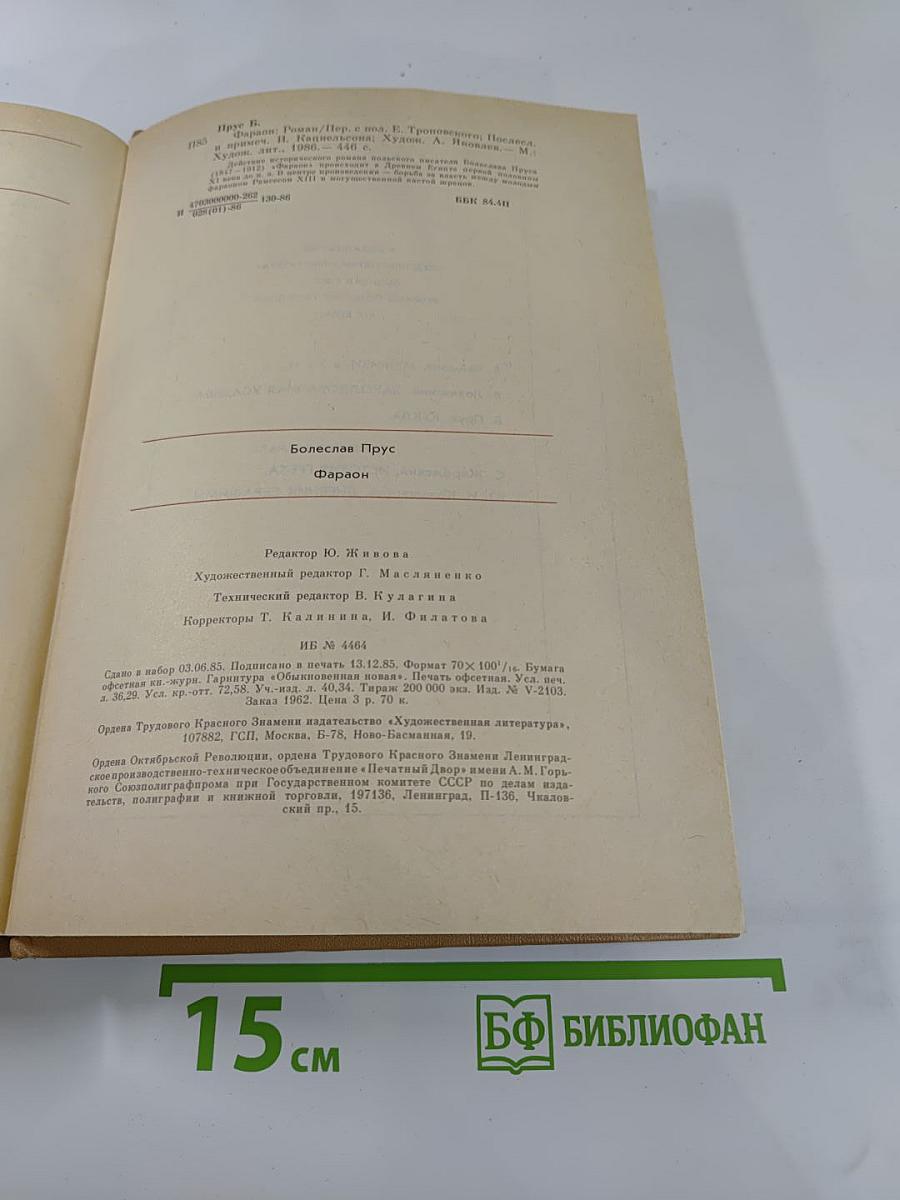 Прус Б.
П85 Фараон: Роман/Пер. с пол. Е. Троповского; Послесл.
и примеч. И. Кацнельсона; Худож. А. Яковлев.— М.:
Худож. лит., 1986.— 446 с.
Действие исторического романа польского писателя Болеслава Пруса
(1847—1912) «Фараон» происходит в Древнем Египте первой половины
XI века до н. э. В центре произведения — борьба за власть между молодым
фараоном Рамсесом XIII и могущественной кастой жрецов.
И 4703000000-262 130-86 ББК 84.4П
028(01)-86
Болеслав Прус
Фараон
Редактор Ю. Живова
Художественный редактор Г. Масляненко
Технический редактор В. Кулагина
Корректоры Т. Калинина, И. Филатова
ИБ № 4464
Сдано в набор 03.06.85. Подписано в печать 13.12.85. Формат 70×100¹/₁₆. Бумага
офсетная кн.-журн. Гарнитура «Обыкновенная новая». Печать офсетная. Усл. печ.
л. 36,29. Усл. кр.-отт. 72,58. Уч.-изд. л. 40,34. Тираж 200 000 экз. Изд. № V-2103.
Заказ 1962. Цена 3 р. 70 к.
Ордена Трудового Красного Знамени издательство «Художественная литература»,
107882, ГСП, Москва, Б-78, Ново-Басманная, 19.
Ордена Октябрьской Революции, ордена Трудового Красного Знамени Ленинград-
ское производственно-техническое объединение «Печатный Двор» имени А. М. Горь-
кого Союзполиграфпрома при Государственном комитете СССР по делам изда-
тельств, полиграфии и книжной торговли, 197136, Ленинград, П-136, Чкалов-
ский пр., 15.
15 см
БФ БИБЛИОФАН